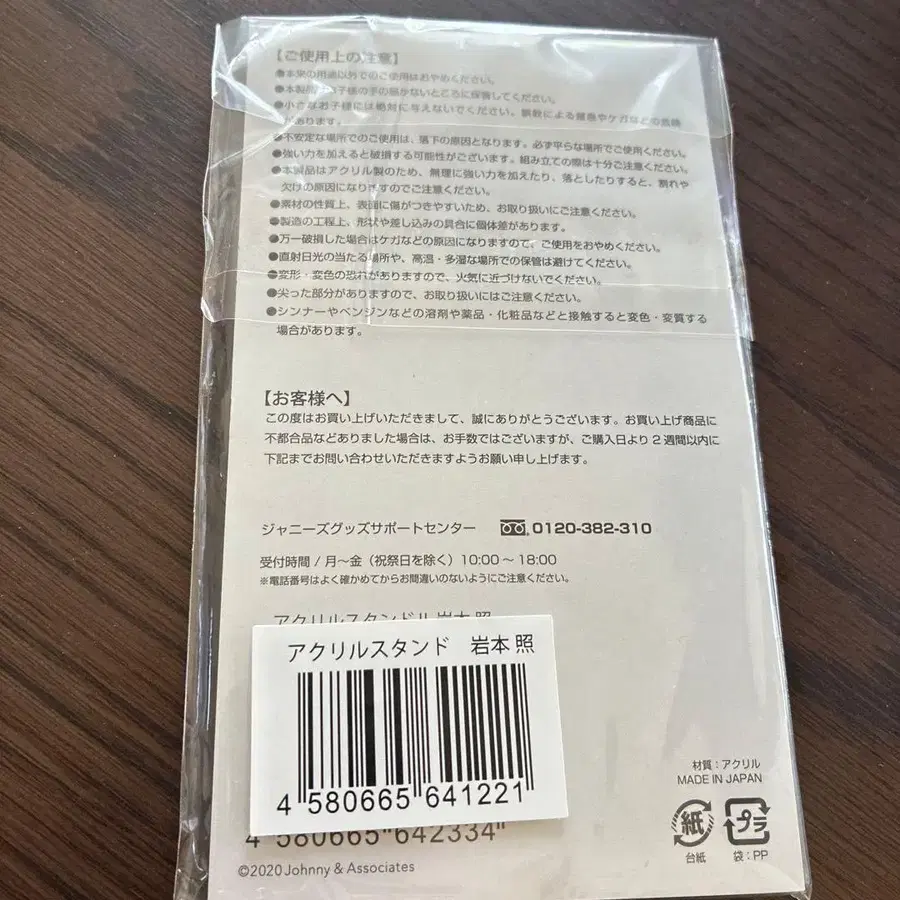 【ご使用上の注意】
●本来の用途以外でのご使用はおやめください。
●本製品はお子様の手の届かないところに保管してください。
●小さなお子様には絶対に与えないでください。誤飲による窒息やケガなどの危険
があります。
●不安定な場所でのご使用は、落下の原因となります。必ず平らな場所でご使用ください。
●強い力を加えると破損する可能性がございます。組み立ての際は十分ご注意ください。
●本製品はアクリル製のため、無理に強い力を加えたり、落としたりすると、割れや
欠けの原因になりますのでご注意ください。
●素材の性質上、表面に傷がつきやすいため、お取り扱いにご注意ください。
●製造の工程上、形状や差し込みの具合に個体差があります。
●万一破損した場合はケガなどの原因になりますので、ご使用をおやめください。
●直射日光の当たる場所や、高温・多湿な場所での保管は避けてください。
●変形・変色の恐れがありますので、火気に近づけないでください。
●尖った部分がありますので、お取り扱いにはご注意ください。
●シンナーやベンジンなどの溶剤や薬品・化粧品などと接触すると変色・変質する
場合があります。
【お客様へ】
この度はお買い上げいただきまして、誠にありがとうございます。お買い上げ商品に
不都合品などありました場合は、お手数ではございますが、ご購入日より2週間以内に
下記までお問い合わせいただきますようお願い申し上げます。
ジャニーズグッズサポートセンター 0120-382-310
受付時間/月〜金（祝祭日を除く）10:00〜18:00
※電話番号はよく確かめてからお間違いのないようにご注意ください。
アクリルスタンドⅡ 岩本 照
アクリルスタンド 岩本 照
4 580665 641221
4 580665 642334
材質：アクリル
MADE IN JAPAN
紙
台紙
プラ
袋：PP
©2020 Johnny & Associates